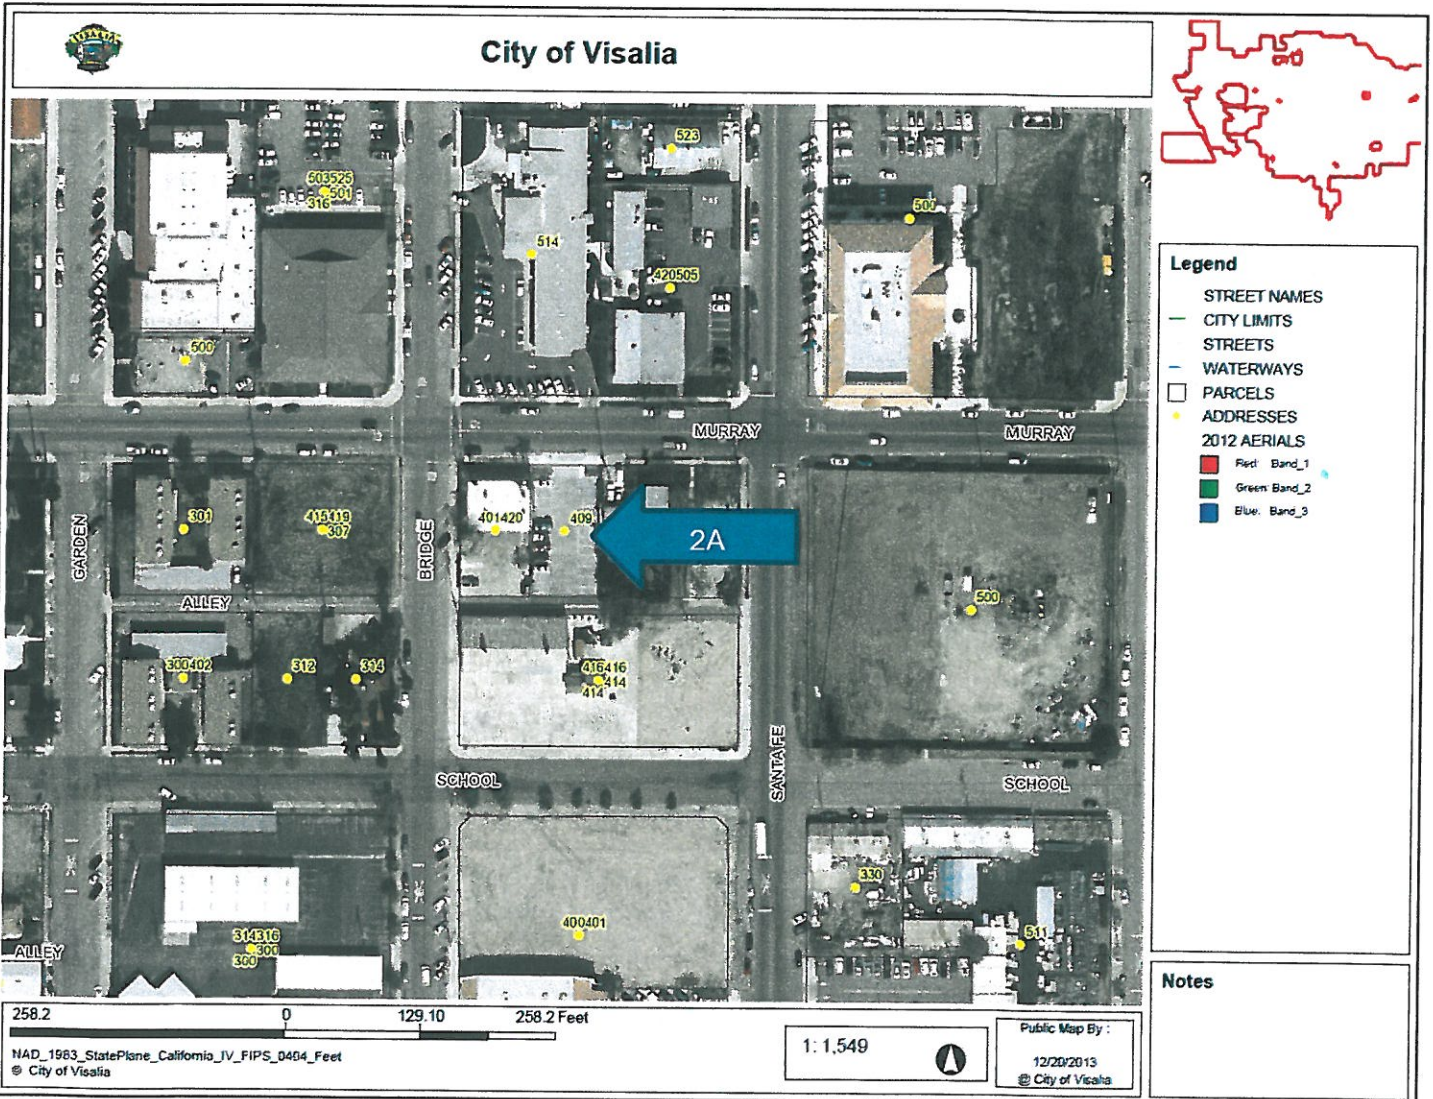 VISALIA
City of Visalia
523
503525
501
316
500
514
420505
500
MURRAY
MURRAY
GARDEN
301
415419
307
BRIDGE
401420
409
2A
ALLEY
500
300402
312
314
416416
414
414
SCHOOL
SANTA FE
SCHOOL
330
400401
314316
300
300
511
ALLEY
Legend
STREET NAMES
CITY LIMITS
STREETS
WATERWAYS
PARCELS
ADDRESSES
2012 AERIALS
Red: Band_1
Green: Band_2
Blue: Band_3
Notes
258.2 0 129.10 258.2 Feet
NAD_1983_StatePlane_California_IV_FIPS_0404_Feet
© City of Visalia
1: 1,549
Public Map By :
12/20/2013
@ City of Visalia